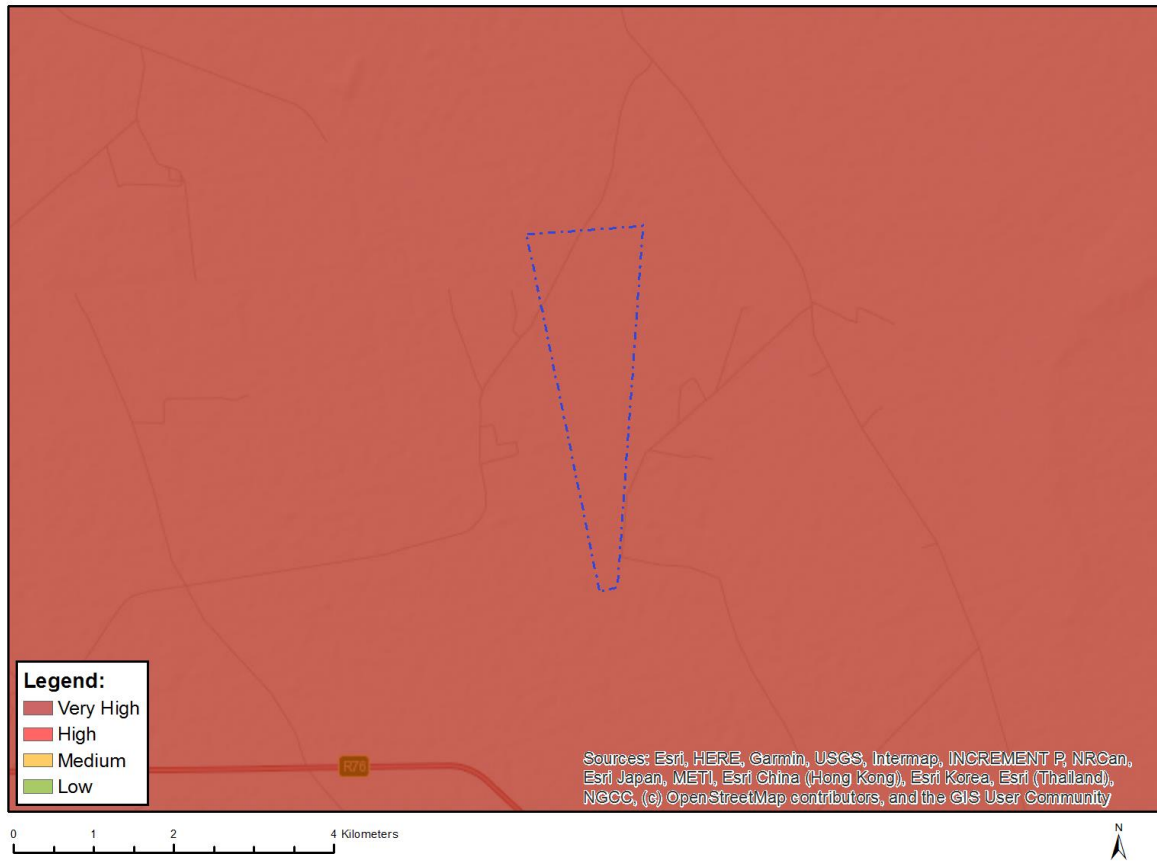 R76
Legend:
Very High
High
Medium
Low
Sources: Esri, HERE, Garmin, USGS, Intermap, INCREMENT P, NRCan,
Esri Japan, METI, Esri China (Hong Kong), Esri Korea, Esri (Thailand),
NGCC, (c) OpenStreetMap contributors, and the GIS User Community
0 1 2 4 Kilometers
N